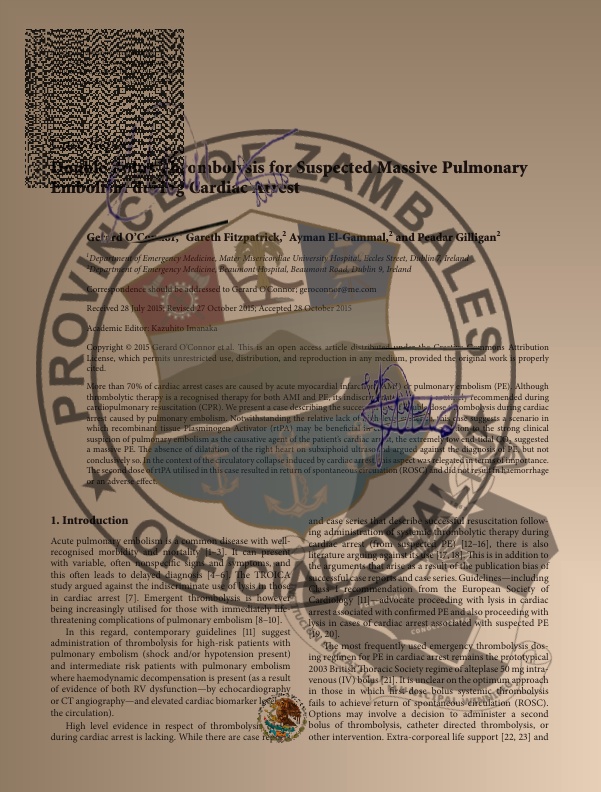 PROVINCE OF ZAMBALES
OFFICIAL SEAL
Thrombolysis for Suspected Massive Pulmonary
Embolism during Cardiac Arrest
Gerard O'Connor, Gareth Fitzpatrick,2 Ayman El-Gammal,2 and Peadar Gilligan2
1Department of Emergency Medicine, Mater Misericordiae University Hospital, Eccles Street, Dublin 7, Ireland
2Department of Emergency Medicine, Beaumont Hospital, Beaumont Road, Dublin 9, Ireland
Correspondence should be addressed to Gerard O'Connor; geroconnor@me.com
Received 28 July 2015; Revised 27 October 2015; Accepted 28 October 2015
Academic Editor: Kazuhito Imanaka
Copyright © 2015 Gerard O'Connor et al. This is an open access article distributed under the Creative Commons Attribution
License, which permits unrestricted use, distribution, and reproduction in any medium, provided the original work is properly
cited.
More than 70% of cardiac arrest cases are caused by acute myocardial infarction (AMI) or pulmonary embolism (PE). Although
thrombolytic therapy is a recognised therapy for both AMI and PE, its indiscriminate use is not routinely recommended during
cardiopulmonary resuscitation (CPR). We present a case describing the successful use of double dose thrombolysis during cardiac
arrest caused by pulmonary embolism. Notwithstanding the relative lack of high-level evidence, this case suggests a scenario in
which recombinant tissue Plasminogen Activator (rtPA) may be beneficial in cardiac arrest. In addition to the strong clinical
suspicion of pulmonary embolism as the causative agent of the patient's cardiac arrest, the extremely low end-tidal CO2 suggested
a massive PE. The absence of dilatation of the right heart on subxiphoid ultrasound argued against the diagnosis of PE, but not
conclusively so. In the context of the circulatory collapse induced by cardiac arrest, this aspect was relegated in terms of importance.
The second dose of rtPA utilised in this case resulted in return of spontaneous circulation (ROSC) and did not result in haemorrhage
or an adverse effect.
1. Introduction
Acute pulmonary embolism is a common disease with well-
recognised morbidity and mortality [1–3]. It can present
with variable, often nonspecific signs and symptoms, and
this often leads to delayed diagnosis [4–6]. The TROICA
study argued against the indiscriminate use of lysis in those
in cardiac arrest [7]. Emergent thrombolysis is however
being increasingly utilised for those with immediately life
threatening complications of pulmonary embolism [8–10].
In this regard, contemporary guidelines [11] suggest
administration of thrombolysis for high-risk patients with
pulmonary embolism (shock and/or hypotension present)
and intermediate risk patients with pulmonary embolism
where haemodynamic decompensation is present (as a result
of evidence of both RV dysfunction—by echocardiography
or CT angiography—and elevated cardiac biomarker levels in
the circulation).
High level evidence in respect of thrombolysis
during cardiac arrest is lacking. While there are case reports
and case series that describe successful resuscitation follow-
ing administration of systemic thrombolytic therapy during
cardiac arrest (from suspected PE) [12–16], there is also
literature arguing against its use [17, 18]. This is in addition to
the arguments that arise as a result of the publication bias of
successful case reports and case series. Guidelines—including
Class I recommendation from the European Society of
Cardiology [11]—advocate proceeding with lysis in cardiac
arrest associated with confirmed PE and also proceeding with
lysis in cases of cardiac arrest associated with suspected PE
[19, 20].
The most frequently used emergency thrombolysis dos-
ing regimen for PE in cardiac arrest remains the prototypical
2003 British Thoracic Society regime of alteplase 50 mg intra-
venous (IV) bolus [21]. It is unclear on the optimum approach
in those in which first-dose bolus systemic thrombolysis
fails to achieve return of spontaneous circulation (ROSC).
Options may involve a decision to administer a second
bolus of thrombolysis, catheter directed thrombolysis, or
other intervention. Extra-corporeal life support [22, 23] and